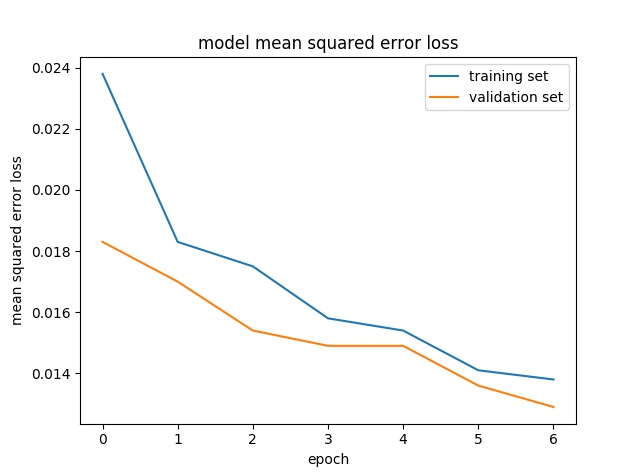 model mean squared error loss
training set
validation set
mean squared error loss
0.024
0.022
0.020
0.018
0.016
0.014
0 1 2 3 4 5 6
epoch